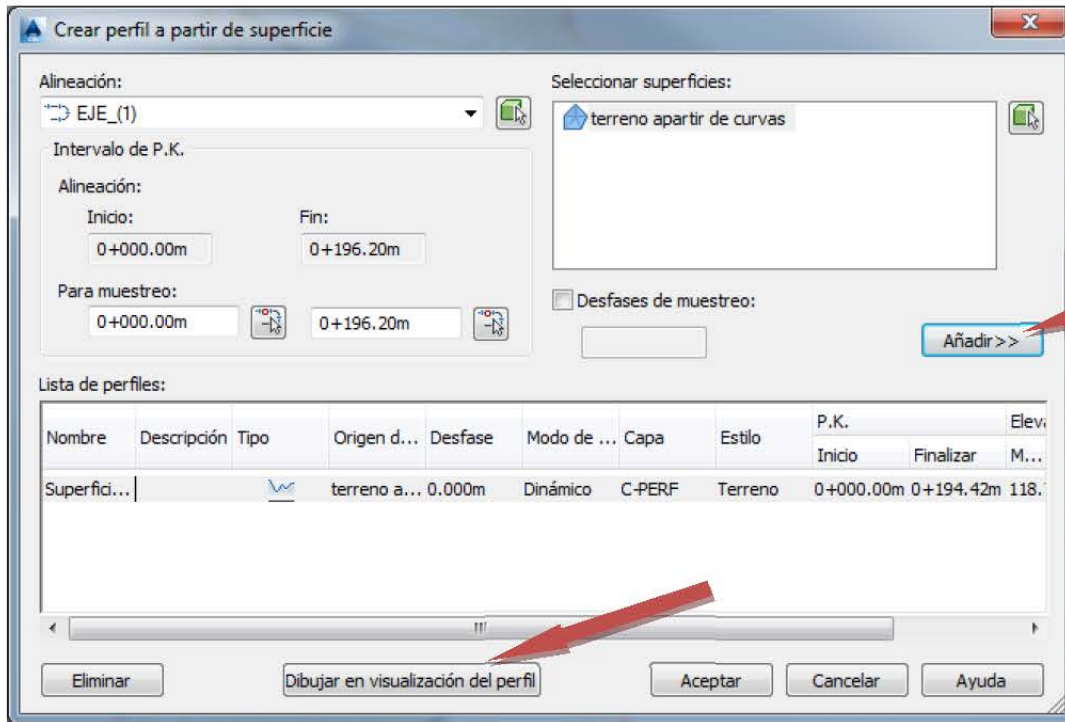 Crear perfil a partir de superficie
Alineación:
EJE_(1)
Intervalo de P.K.
Alineación:
Inicio: Fin:
0+000.00m 0+196.20m
Para muestreo:
0+000.00m 0+196.20m
Seleccionar superficies:
terreno apartir de curvas
Desfases de muestreo:
Añadir>>
Lista de perfiles:
Nombre Descripción Tipo Origen d... Desfase Modo de ... Capa Estilo P.K. Eleva
Inicio Finalizar M...
Superfici... terreno a... 0.000m Dinámico C-PERF Terreno 0+000.00m 0+194.42m 118.
Eliminar Dibujar en visualización del perfil Aceptar Cancelar Ayuda